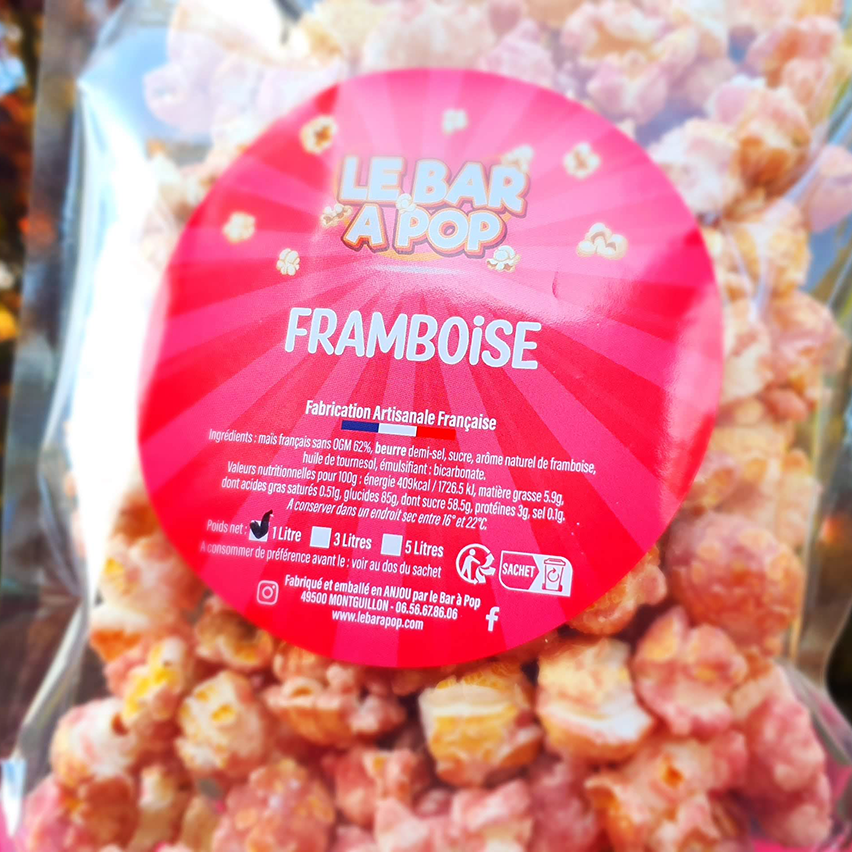 LE BAR
A POP
FRAMBOiSE
Fabrication Artisanale Française
Ingrédients : maïs français sans OGM 62%, beurre demi-sel, sucre, arôme naturel de framboise,
huile de tournesol, émulsifiant : bicarbonate.
Valeurs nutritionnelles pour 100g : énergie 409kcal / 1726.5 kJ, matière grasse 5.9g,
dont acides gras saturés 0.51g, glucides 85g, dont sucre 58.5g, protéines 3g, sel 0.1g.
A conserver dans un endroit sec entre 16° et 22°C.
Poids net : 1 Litre 3 Litres 5 Litres
A consommer de préférence avant le : voir au dos du sachet
SACHET
Fabriqué et emballé en ANJOU par le Bar à Pop
49500 MONTGUILLON - 06.56.67.86.06
www.lebarapop.com